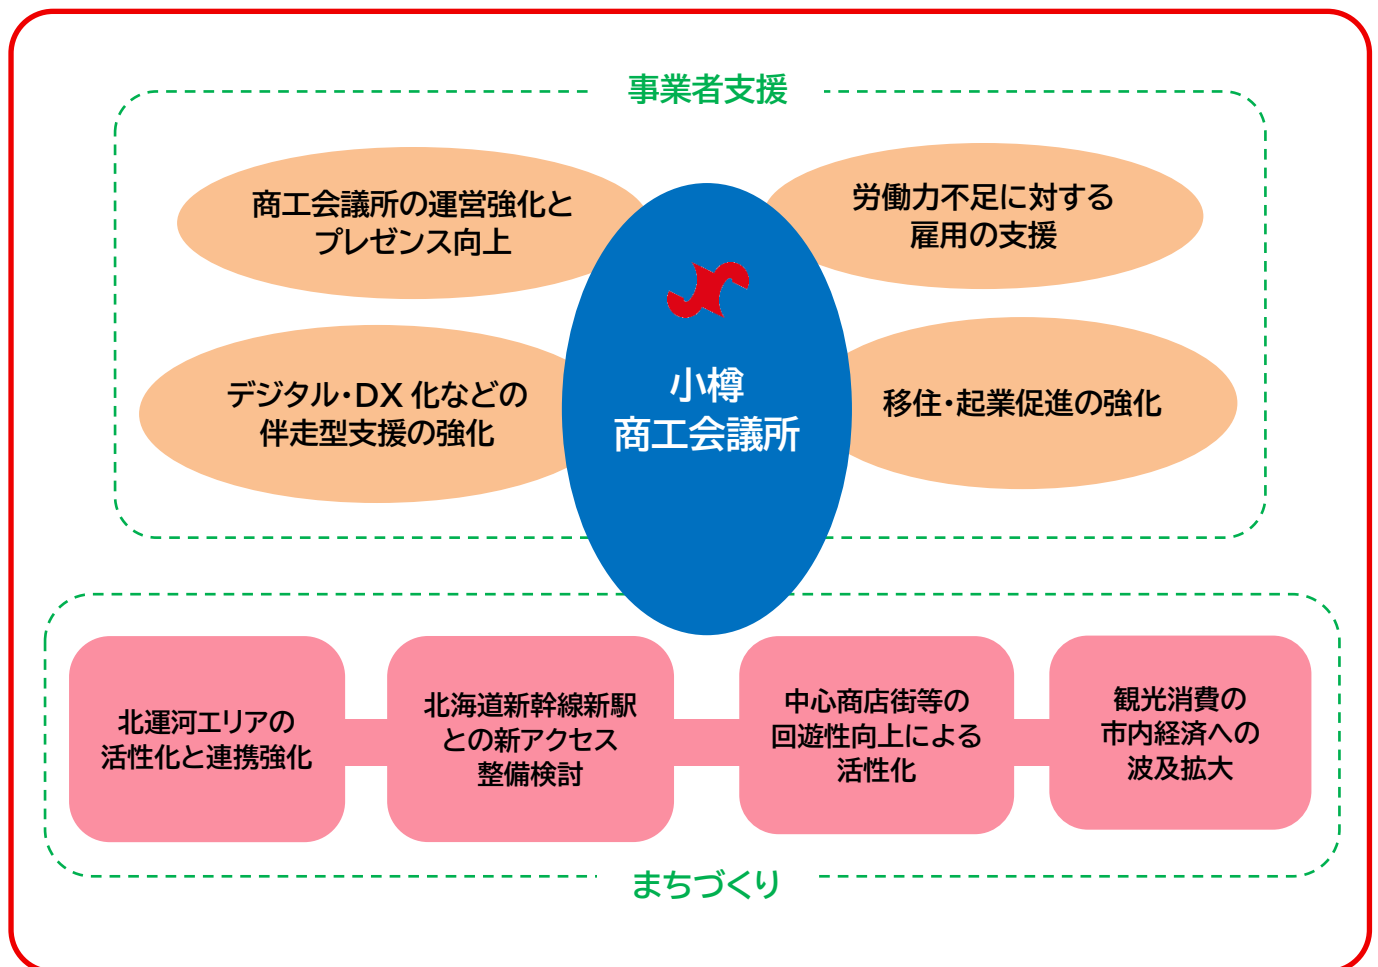 事業者支援
商工会議所の運営強化と
プレゼンス向上
労働力不足に対する
雇用の支援
デジタル・DX 化などの
伴走型支援の強化
小樽
商工会議所
移住・起業促進の強化
北運河エリアの
活性化と連携強化
北海道新幹線新駅
との新アクセス
整備検討
中心商店街等の
回遊性向上による
活性化
観光消費の
市内経済への
波及拡大
まちづくり